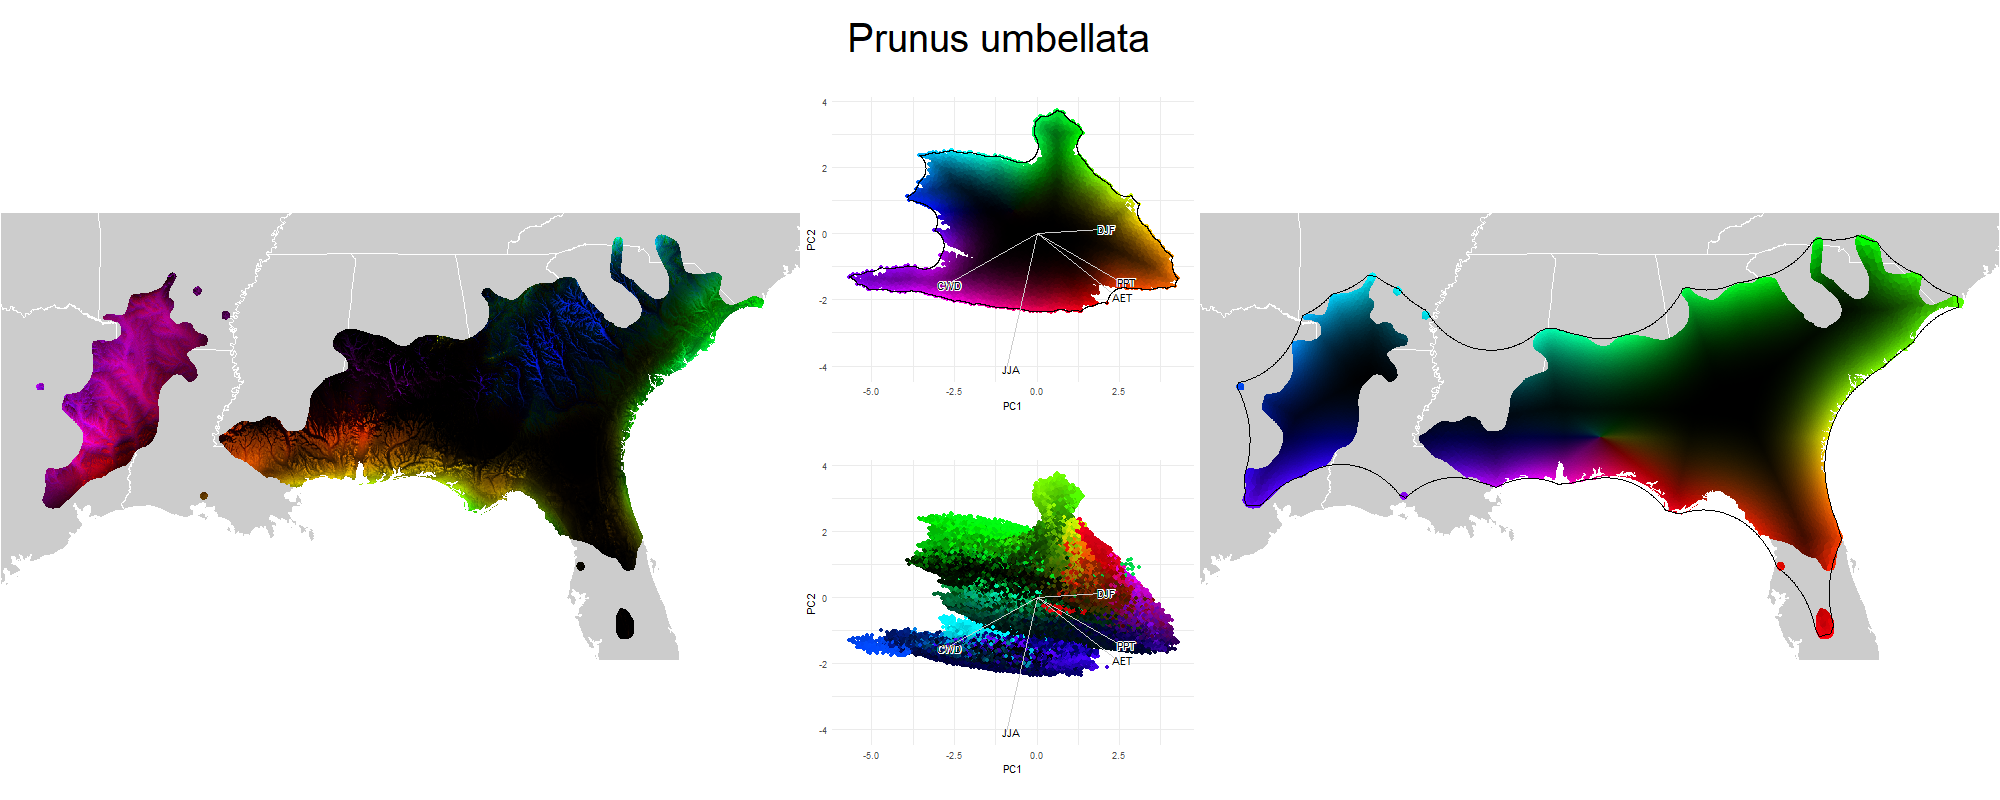 Prunus umbellata
4
2
0
-2
-4
PC2
DJF
PPT
AET
CWD
JJA
-5.0
-2.5
0.0
2.5
PC1
4
2
0
-2
-4
PC2
DJF
PPT
AET
CWD
JJA
-5.0
-2.5
0.0
2.5
PC1